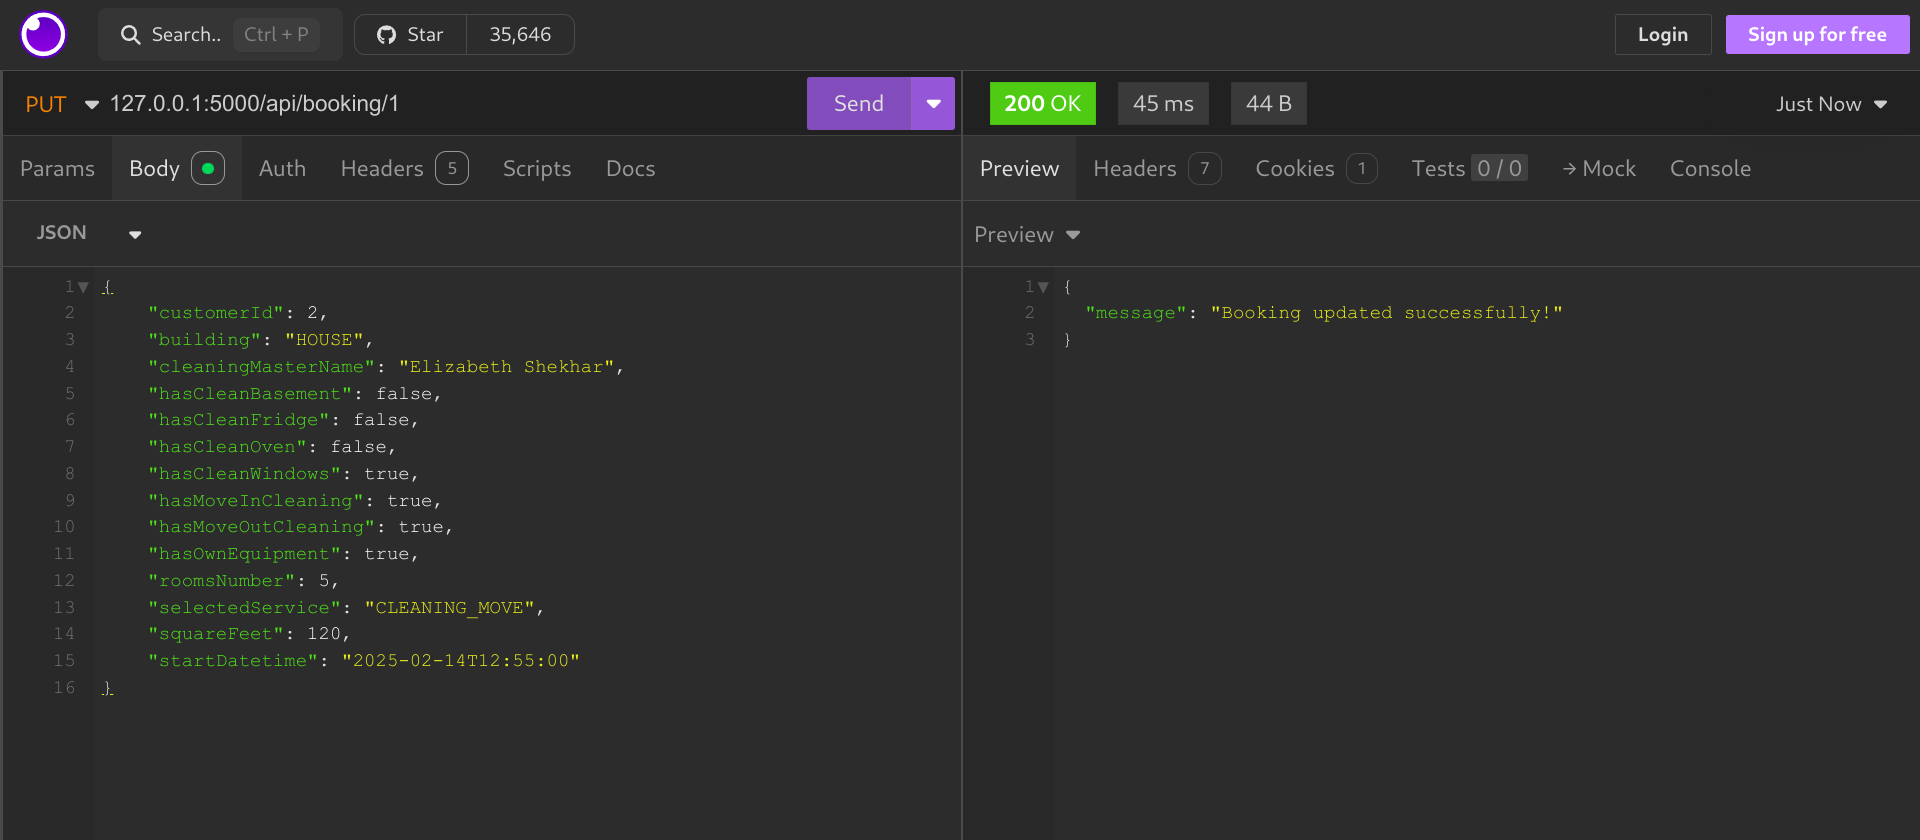 Search.. Ctrl + P Star 35,646 Login Sign up for free
PUT 127.0.0.1:5000/api/booking/1 Send 200 OK 45 ms 44 B Just Now
Params Body Auth Headers 5 Scripts Docs
Preview Headers 7 Cookies 1 Tests 0 / 0 → Mock Console
JSON
Preview
1 {
2 "customerId": 2,
3 "building": "HOUSE",
4 "cleaningMasterName": "Elizabeth Shekhar",
5 "hasCleanBasement": false,
6 "hasCleanFridge": false,
7 "hasCleanOven": false,
8 "hasCleanWindows": true,
9 "hasMoveInCleaning": true,
10 "hasMoveOutCleaning": true,
11 "hasOwnEquipment": true,
12 "roomsNumber": 5,
13 "selectedService": "CLEANING_MOVE",
14 "squareFeet": 120,
15 "startDatetime": "2025-02-14T12:55:00"
16 }
1 {
2 "message": "Booking updated successfully!"
3 }